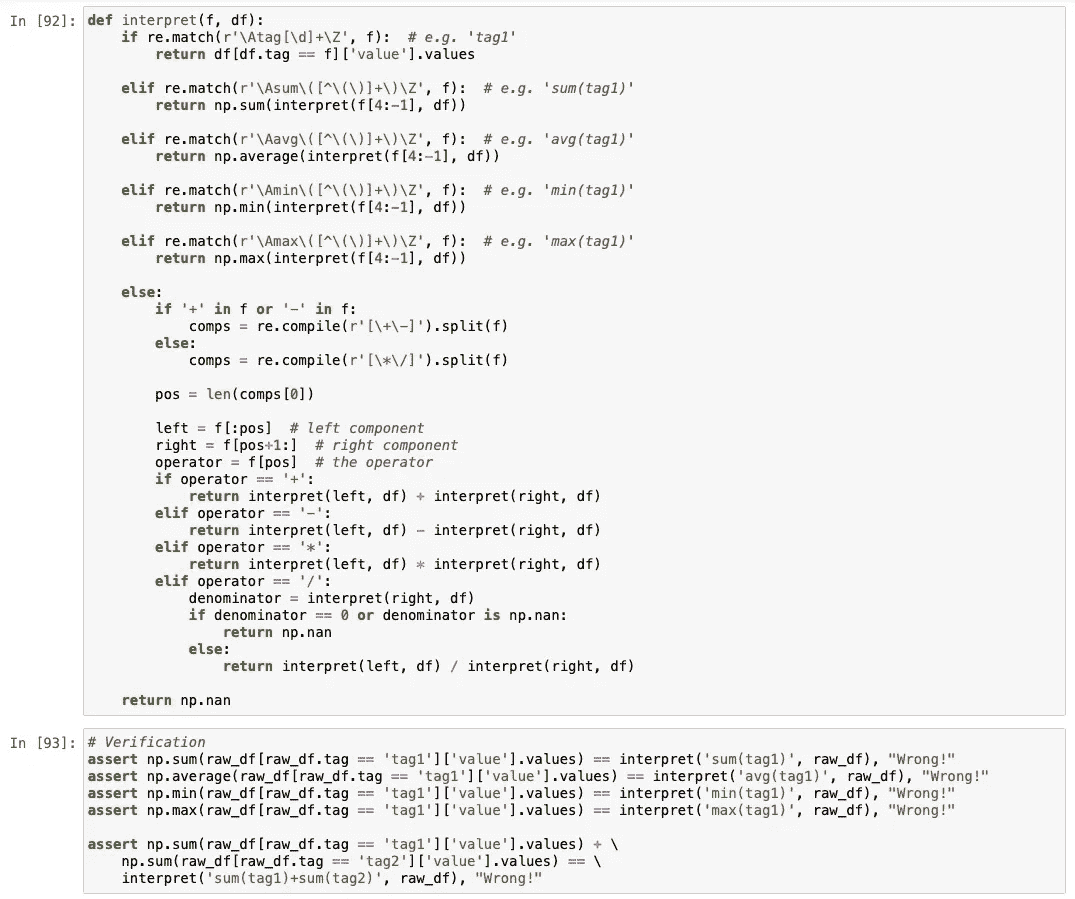 In [92]: def interpret(f, df):
    if re.match(r'\Atag[\d]+\Z', f):  # e.g. 'tag1'
        return df[df.tag == f]['value'].values

    elif re.match(r'\Asum\([^\(\)]+\)\Z', f):  # e.g. 'sum(tag1)'
        return np.sum(interpret(f[4:-1], df))

    elif re.match(r'\Aavg\([^\(\)]+\)\Z', f):  # e.g. 'avg(tag1)'
        return np.average(interpret(f[4:-1], df))

    elif re.match(r'\Amin\([^\(\)]+\)\Z', f):  # e.g. 'min(tag1)'
        return np.min(interpret(f[4:-1], df))

    elif re.match(r'\Amax\([^\(\)]+\)\Z', f):  # e.g. 'max(tag1)'
        return np.max(interpret(f[4:-1], df))

    else:
        if '+' in f or '-' in f:
            comps = re.compile(r'[\+\-]').split(f)
        else:
            comps = re.compile(r'[\*\/]').split(f)

        pos = len(comps[0])

        left = f[:pos]  # left component
        right = f[pos+1:]  # right component
        operator = f[pos]  # the operator
        if operator == '+':
            return interpret(left, df) + interpret(right, df)
        elif operator == '-':
            return interpret(left, df) - interpret(right, df)
        elif operator == '*':
            return interpret(left, df) * interpret(right, df)
        elif operator == '/':
            denominator = interpret(right, df)
            if denominator == 0 or denominator is np.nan:
                return np.nan
            else:
                return interpret(left, df) / interpret(right, df)

    return np.nan
In [93]: # Verification
assert np.sum(raw_df[raw_df.tag == 'tag1']['value'].values) == interpret('sum(tag1)', raw_df), "Wrong!"
assert np.average(raw_df[raw_df.tag == 'tag1']['value'].values) == interpret('avg(tag1)', raw_df), "Wrong!"
assert np.min(raw_df[raw_df.tag == 'tag1']['value'].values) == interpret('min(tag1)', raw_df), "Wrong!"
assert np.max(raw_df[raw_df.tag == 'tag1']['value'].values) == interpret('max(tag1)', raw_df), "Wrong!"

assert np.sum(raw_df[raw_df.tag == 'tag1']['value'].values) + \
    np.sum(raw_df[raw_df.tag == 'tag2']['value'].values) == \
    interpret('sum(tag1)+sum(tag2)', raw_df), "Wrong!"